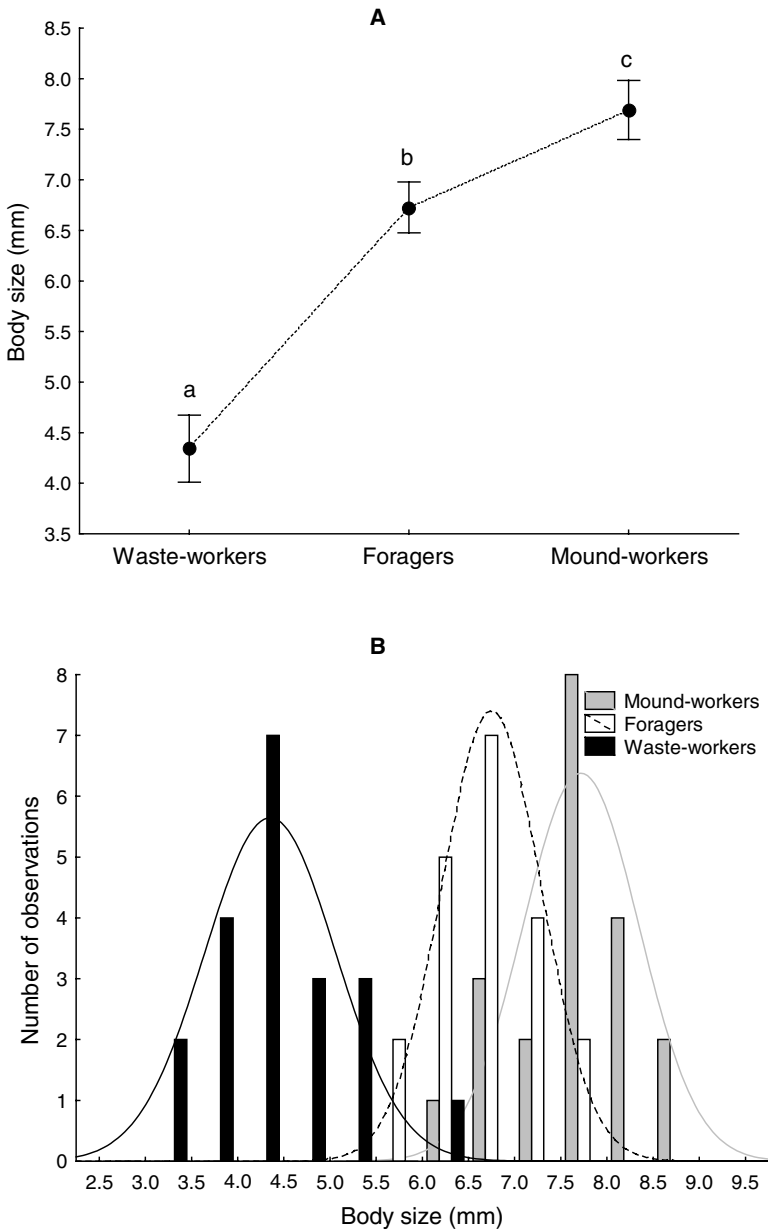 A
8.5
8.0
7.5
7.0
6.5
6.0
5.5
5.0
4.5
4.0
3.5
Body size (mm)
a
b
c
Waste-workers Foragers Mound-workers
B
8
7
6
5
4
3
2
1
0
Number of observations
Mound-workers
Foragers
Waste-workers
2.5 3.0 3.5 4.0 4.5 5.0 5.5 6.0 6.5 7.0 7.5 8.0 8.5 9.0 9.5
Body size (mm)